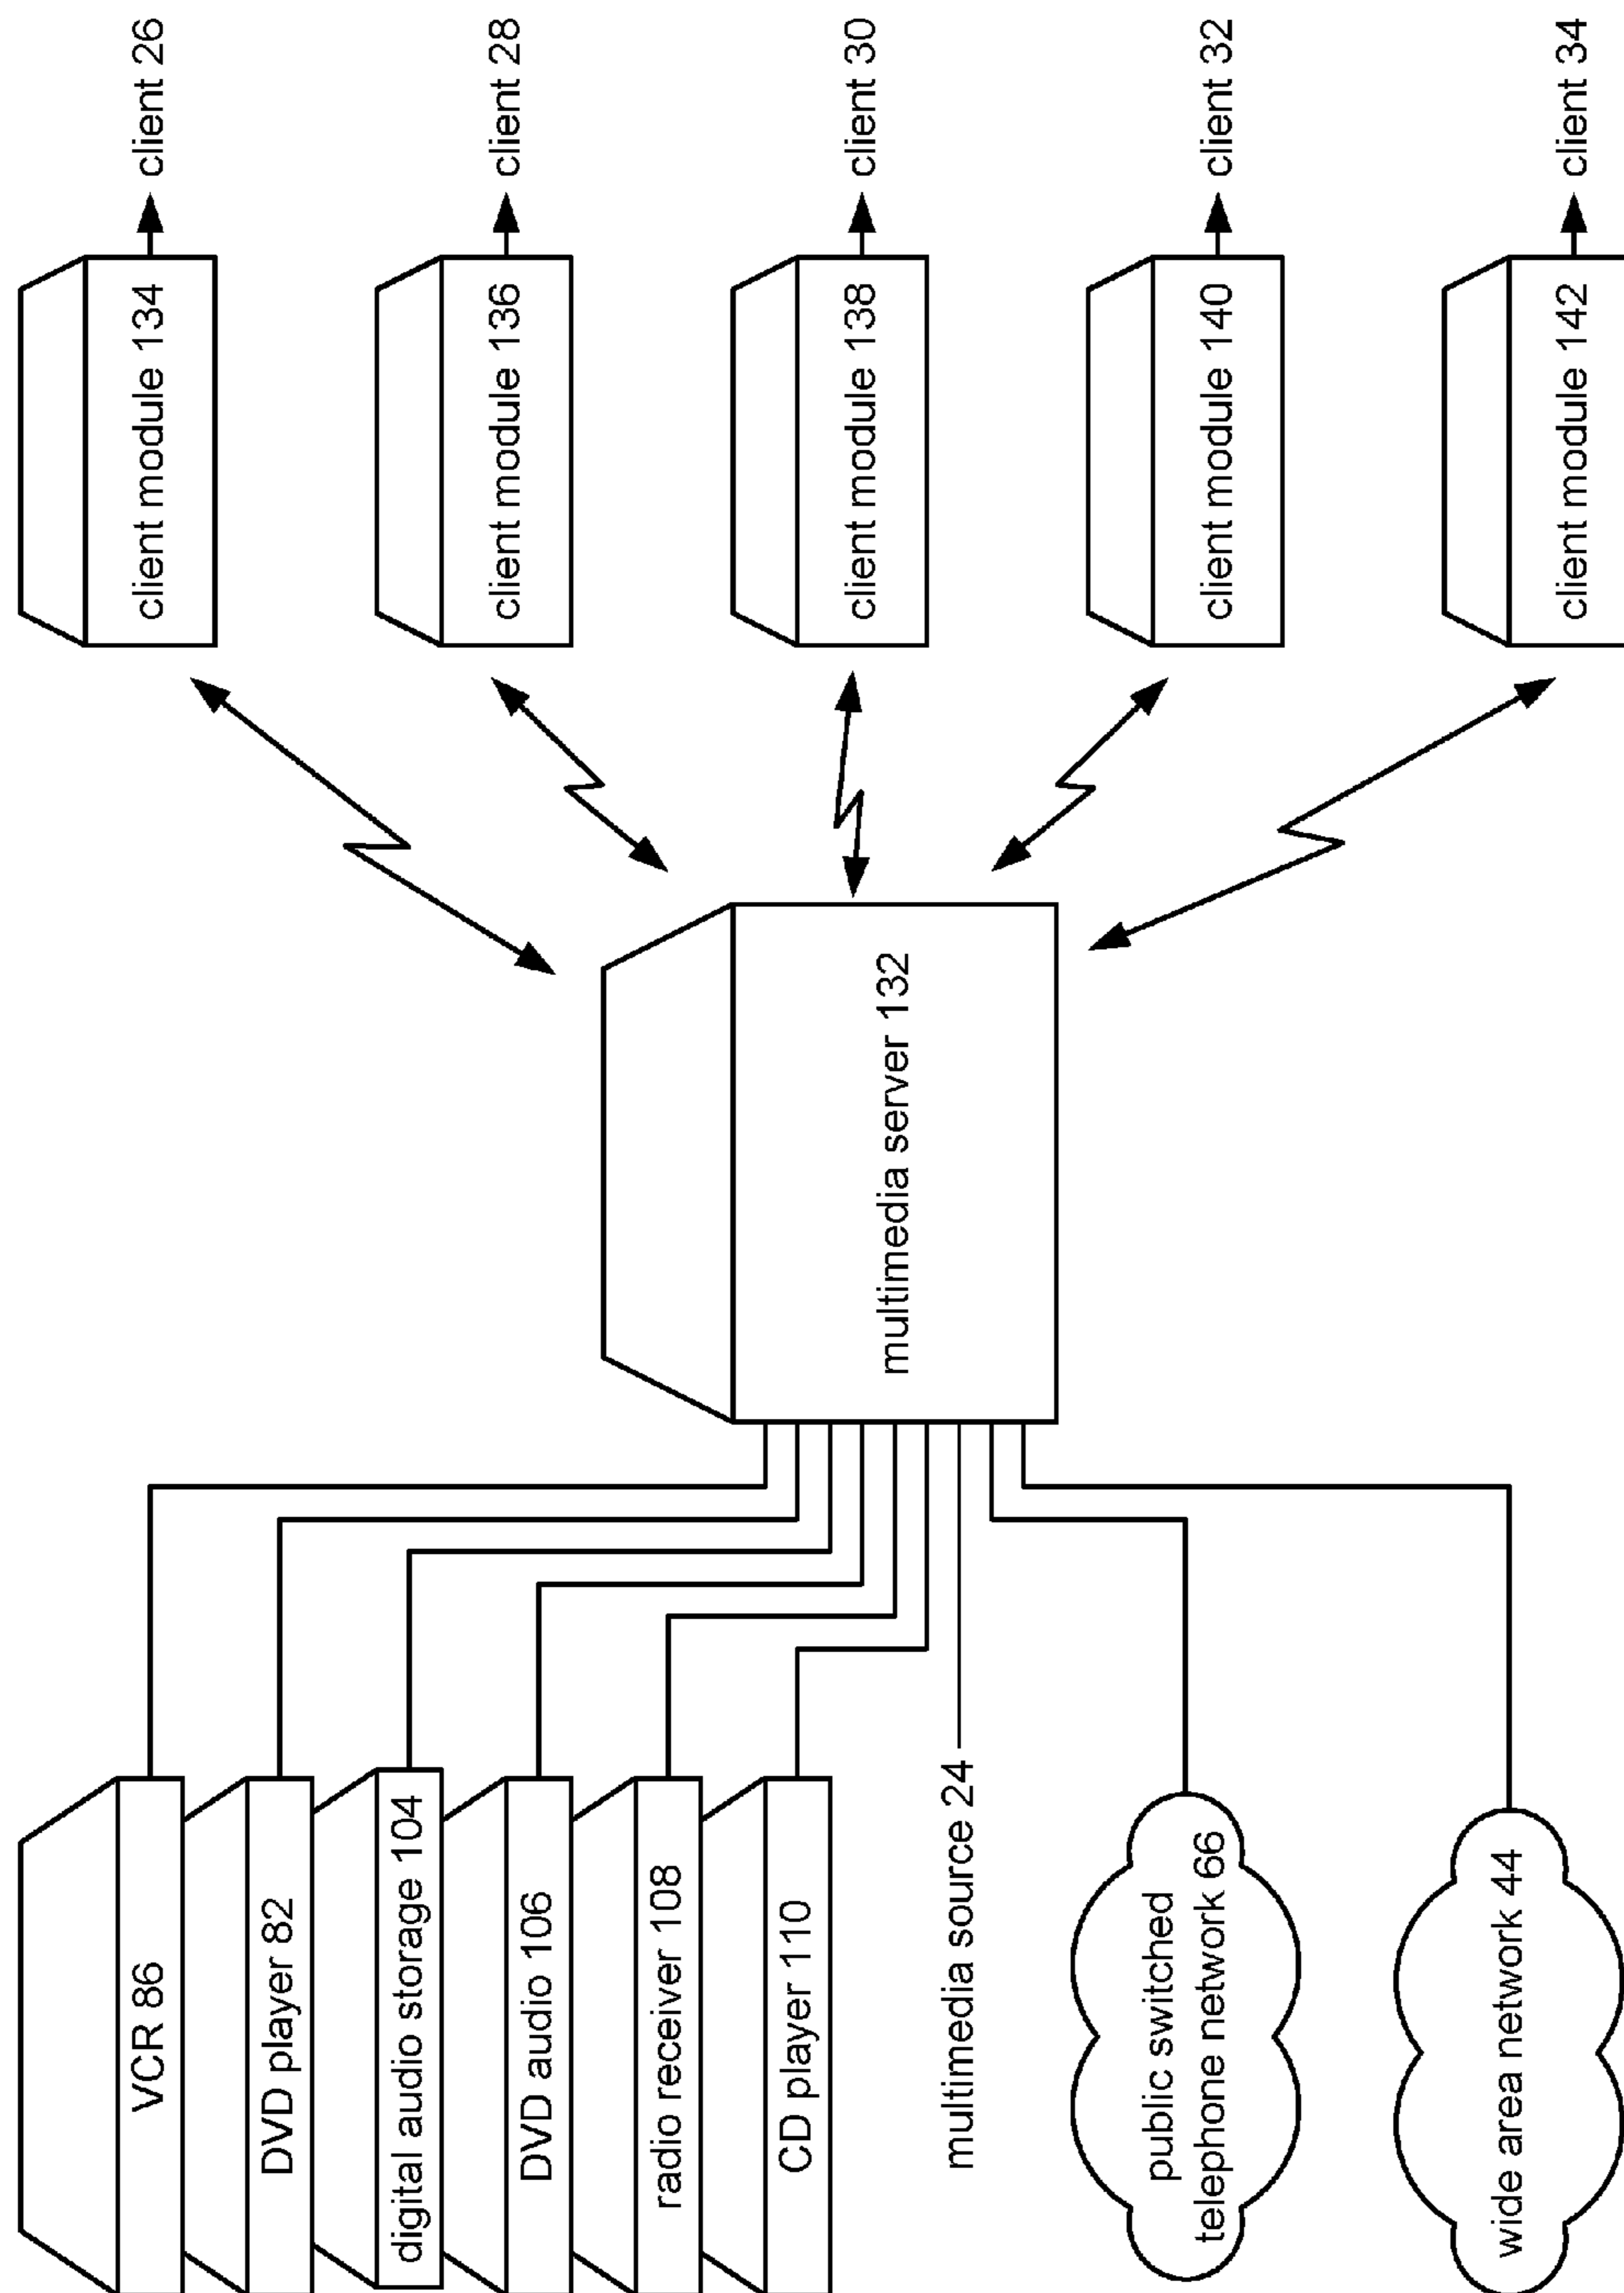 VCR 86
DVD player 82
digital audio storage 104
DVD audio 106
radio receiver 108
CD player 110
multimedia source 24
public switched
telephone network 66
wide area network 44
multimedia server 132
client module 134
client 26
client module 136
client 28
client module 138
client 30
client module 140
client 32
client module 142
client 34